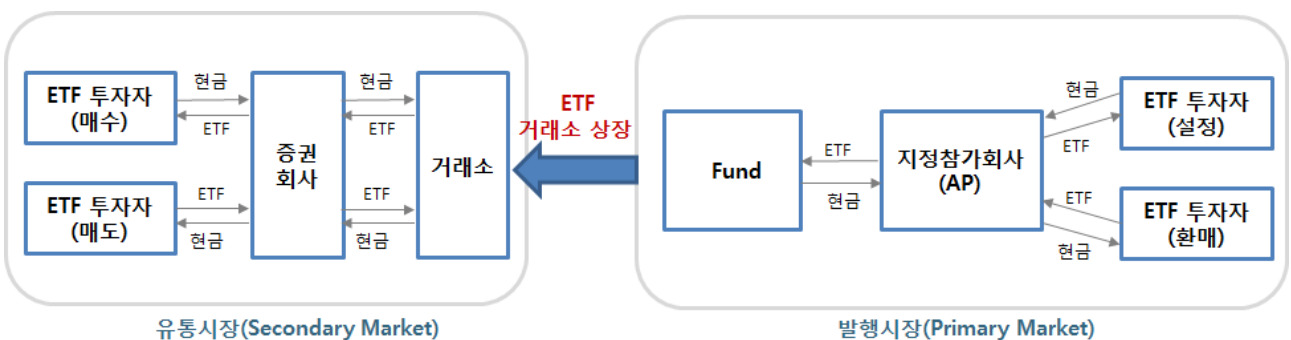 ETF 투자자
(매수)
현금
ETF
ETF 투자자
(매도)
ETF
현금
증권
회사
현금
ETF
ETF
현금
거래소
유통시장(Secondary Market)
ETF
거래소 상장
Fund
ETF
현금
지정참가회사
(AP)
현금
ETF
ETF 투자자
(설정)
ETF
현금
ETF 투자자
(환매)
발행시장(Primary Market)